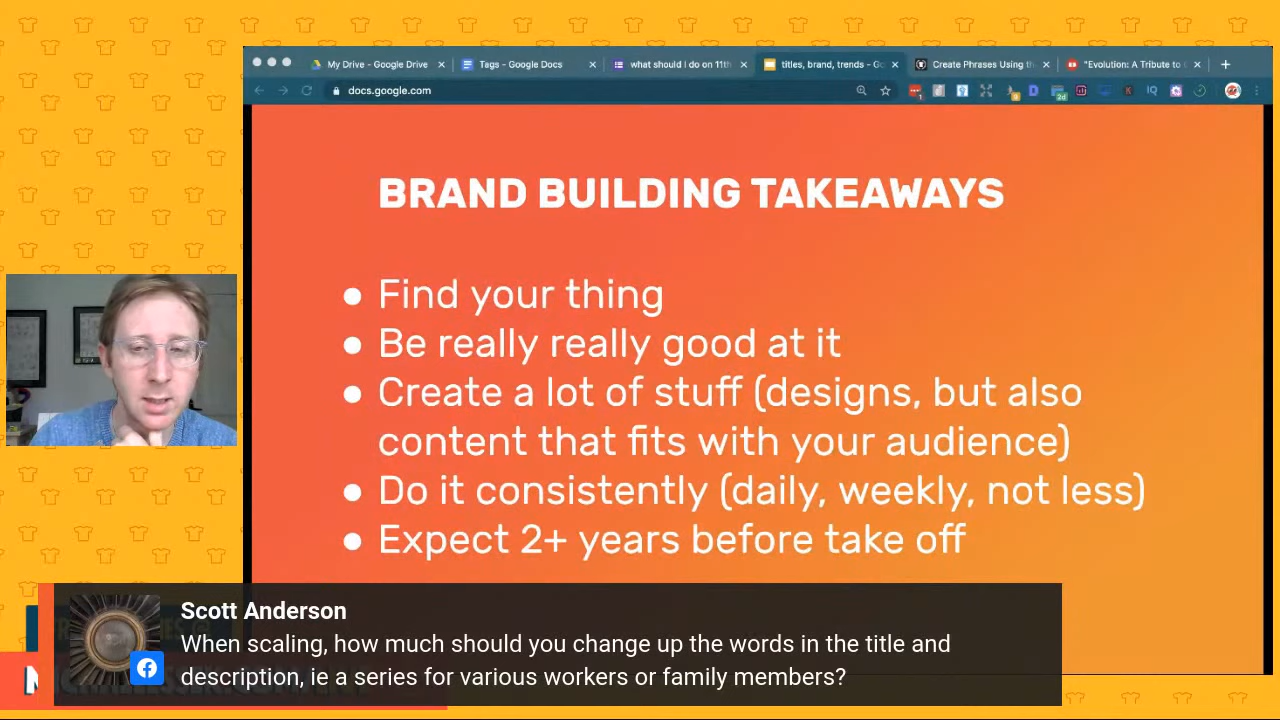 My Drive - Google Drive
Tags - Google Docs
what should I do on 11th
titles, brand, trends - Go
Create Phrases Using th
"Evolution: A Tribute to
docs.google.com
BRAND BUILDING TAKEAWAYS
● Find your thing
● Be really really good at it
● Create a lot of stuff (designs, but also
content that fits with your audience)
● Do it consistently (daily, weekly, not less)
● Expect 2+ years before take off
Scott Anderson
When scaling, how much should you change up the words in the title and
description, ie a series for various workers or family members?